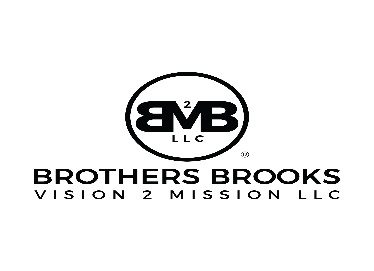 B2MB
LLC
®
BROTHERS BROOKS
VISION 2 MISSION LLC